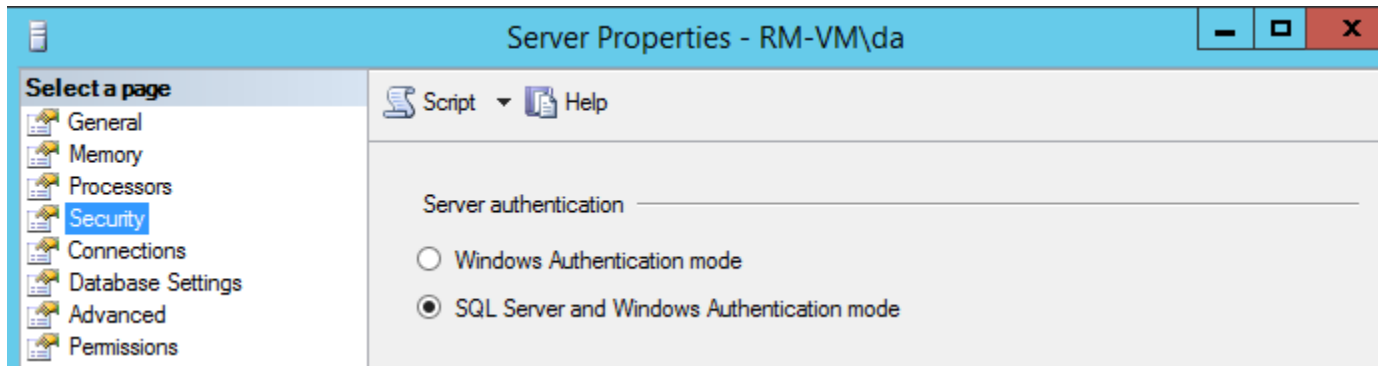 Server Properties - RM-VM\da
Select a page
General
Memory
Processors
Security
Connections
Database Settings
Advanced
Permissions
Script Help
Server authentication
Windows Authentication mode
SQL Server and Windows Authentication mode